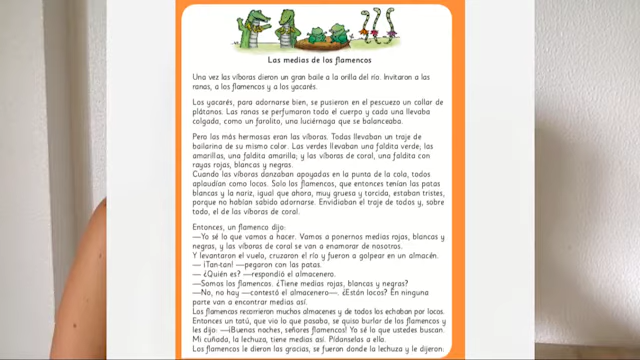 Las medias de los flamencos
Una vez las víboras dieron un gran baile a la orilla del río. Invitaron a las
ranas, a los flamencos y a los yacarés.
Los yacarés, para adornarse bien, se pusieron en el pescuezo un collar de
plátanos. Las ranas se perfumaron todo el cuerpo y cada una llevaba
colgada, como un farolito, una luciérnaga que se balanceaba.
Pero las más hermosas eran las víboras. Todas llevaban un traje de
bailarina de su mismo color. Las verdes llevaban una faldita verde; las
amarillas, una faldita amarilla; y las víboras de coral, una faldita con
rayas rojas, blancas y negras.
Cuando las víboras danzaban apoyadas en la punta de la cola, todos
aplaudían como locos. Solo los flamencos, que entonces tenían las patas
blancas y la nariz, igual que ahora, muy gruesa y torcida, estaban tristes,
porque no habían sabido adornarse. Envidiaban el traje de todos y, sobre
todo, el de las víboras de coral.
Entonces, un flamenco dijo:
—Yo sé lo que vamos a hacer. Vamos a ponernos medias rojas, blancas y
negras, y las víboras de coral se van a enamorar de nosotros.
Y levantaron el vuelo, cruzaron el río y fueron a golpear en un almacén.
— ¡Tan-tan! —pegaron con las patas.
— ¿Quién es? —respondió el almacenero.
—Somos los flamencos. ¿Tiene medias rojas, blancas y negras?
—No, no hay —contestó el almacenero—. ¿Están locos? En ninguna
parte van a encontrar medias así.
Los flamencos recorrieron muchos almacenes y de todos los echaban por locos.
Entonces un tatú, que vio lo que pasaba, se quiso burlar de los flamencos y
les dijo: —¡Buenas noches, señores flamencos! Yo sé lo que ustedes buscan.
Mi cuñada, la lechuza, tiene medias así. Pídanselas a ella.
Los flamencos le dieron las gracias, se fueron donde la lechuza y le dijeron: